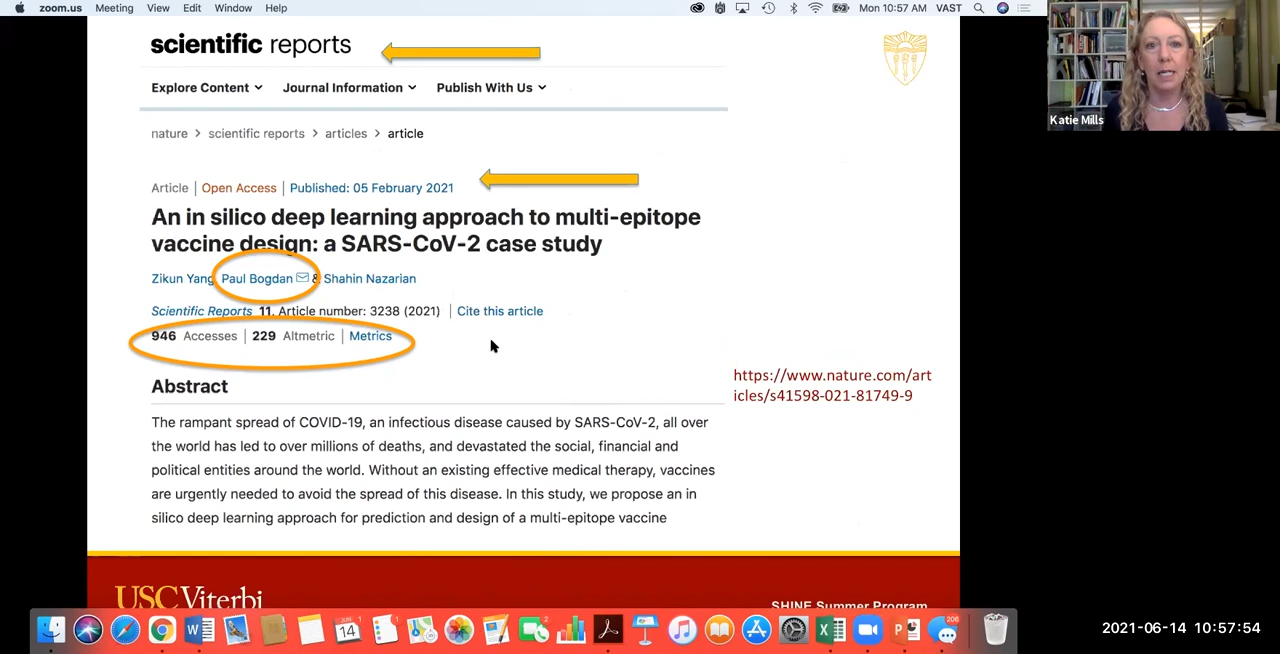 zoom.us Meeting View Edit Window Help
Mon 10:57 AM VAST
scientific reports
Explore Content Journal Information Publish With Us
nature > scientific reports > articles > article
Article | Open Access | Published: 05 February 2021
An in silico deep learning approach to multi-epitope
vaccine design: a SARS-CoV-2 case study
Zikun Yang, Paul Bogdan & Shahin Nazarian
Scientific Reports 11, Article number: 3238 (2021) | Cite this article
946 Accesses | 229 Altmetric | Metrics
Abstract
The rampant spread of COVID-19, an infectious disease caused by SARS-CoV-2, all over
the world has led to over millions of deaths, and devastated the social, financial and
political entities around the world. Without an existing effective medical therapy, vaccines
are urgently needed to avoid the spread of this disease. In this study, we propose an in
silico deep learning approach for prediction and design of a multi-epitope vaccine
https://www.nature.com/art
icles/s41598-021-81749-9
Katie Mills
USC Viterbi
SHINE Summer Program
JUN
14
2
206
2021-06-14 10:57:54